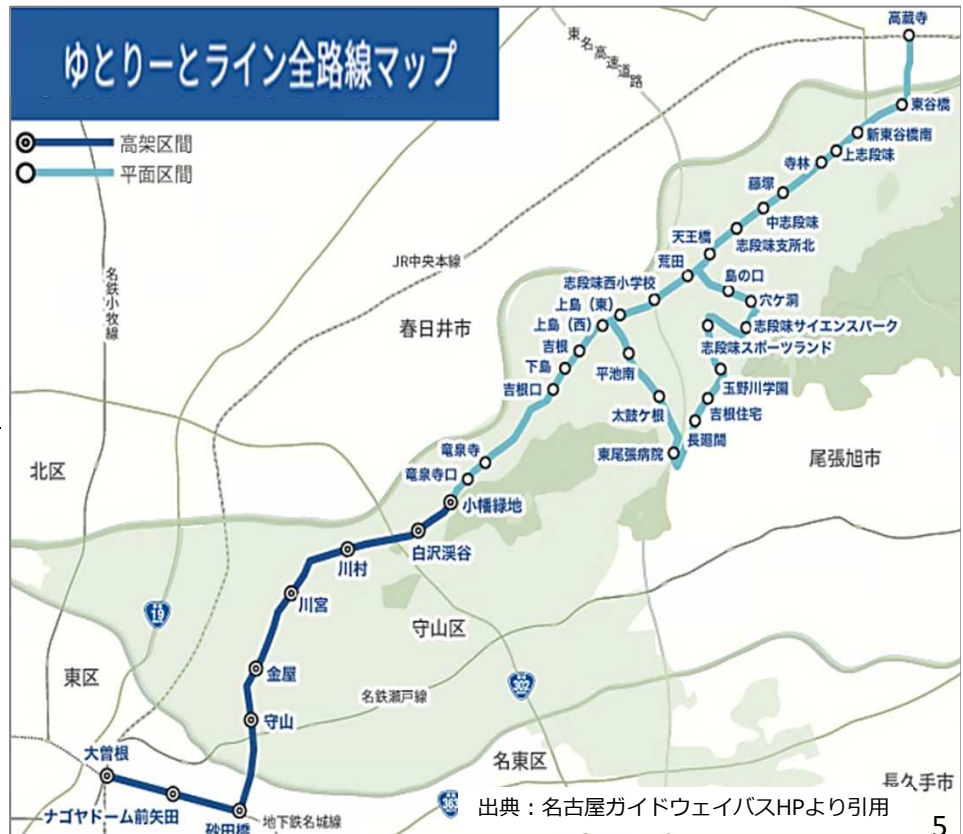 ゆとりーとライン全路線マップ
高架区間
平面区間
高蔵寺
東名高速道路
東谷橋
新東谷橋南
上志段味
寺林
藤塚
中志段味
志段味支所北
天王橋
荒田
島の口
穴ケ洞
志段味サイエンスパーク
志段味スポーツランド
志段味西小学校
上島(東)
上島(西)
吉根
下島
吉根口
平池南
太鼓ケ根
玉野川学園
吉根住宅
長廻間
東尾張病院
JR中央本線
春日井市
名鉄小牧線
尾張旭市
竜泉寺
竜泉寺口
小幡緑地
北区
白沢渓谷
川村
川宮
国道
19
守山区
金屋
東区
名鉄瀬戸線
国道
302
守山
大曽根
名東区
長久手市
ナゴヤドーム前矢田
砂田橋
地下鉄名城線
363
出典：名古屋ガイドウェイバスHPより引用
5